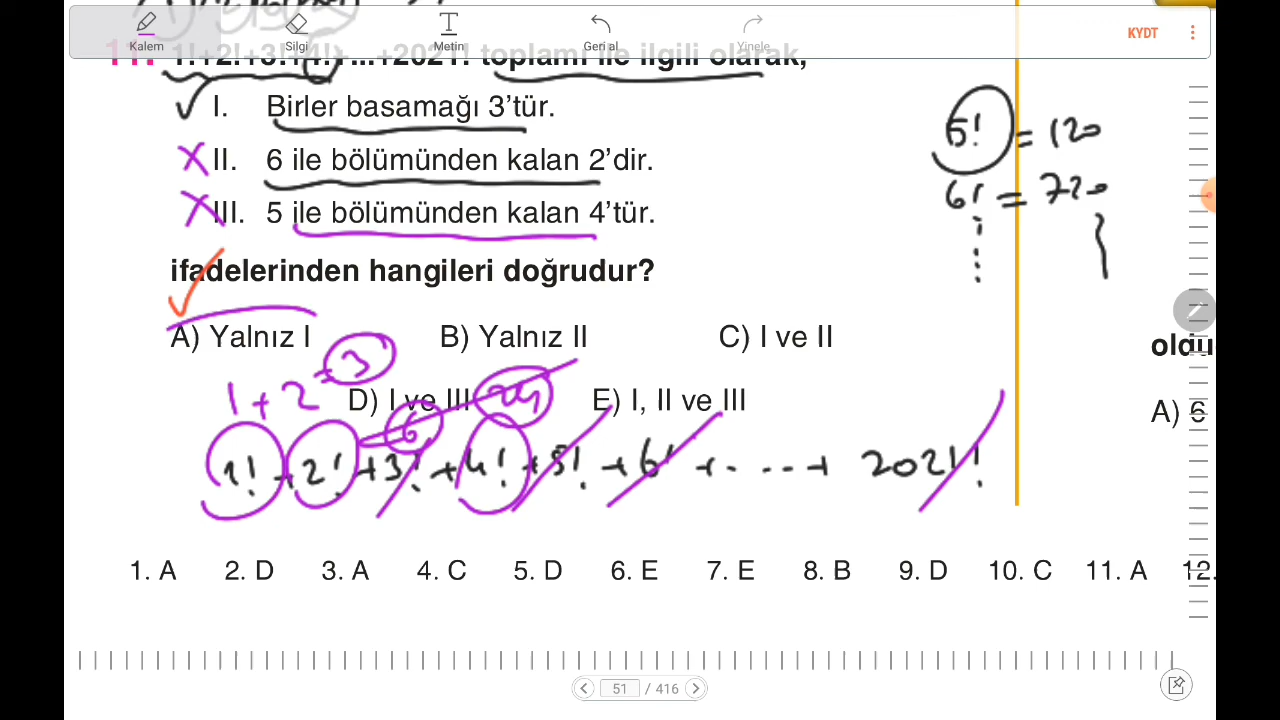 Kalem Silgi Metin Geri al Yinele KYDT
11. 1!+2!+3!+4!+...+2021! toplamı ile ilgili olarak,
I. Birler basamağı 3'tür.
II. 6 ile bölümünden kalan 2'dir.
III. 5 ile bölümünden kalan 4'tür.
5! = 120
6! = 720
ifadelerinden hangileri doğrudur?
A) Yalnız I B) Yalnız II C) I ve II
D) I ve III E) I, II ve III
oldu
A) 6
1 + 2 = 3
6
24
1! + 2! + 3! + 4! + 5! + 6! + ... + 2021!
1. A 2. D 3. A 4. C 5. D 6. E 7. E 8. B 9. D 10. C 11. A 12.
51 / 416